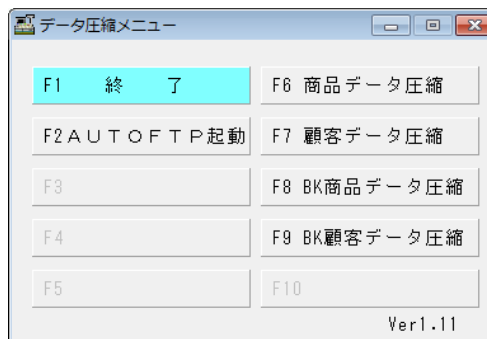 データ圧縮メニュー
F1 終 了
F2ＡＵＴＯＦＴＰ起動
F3
F4
F5
F6 商品データ圧縮
F7 顧客データ圧縮
F8 BK商品データ圧縮
F9 BK顧客データ圧縮
F10
Ver1.11